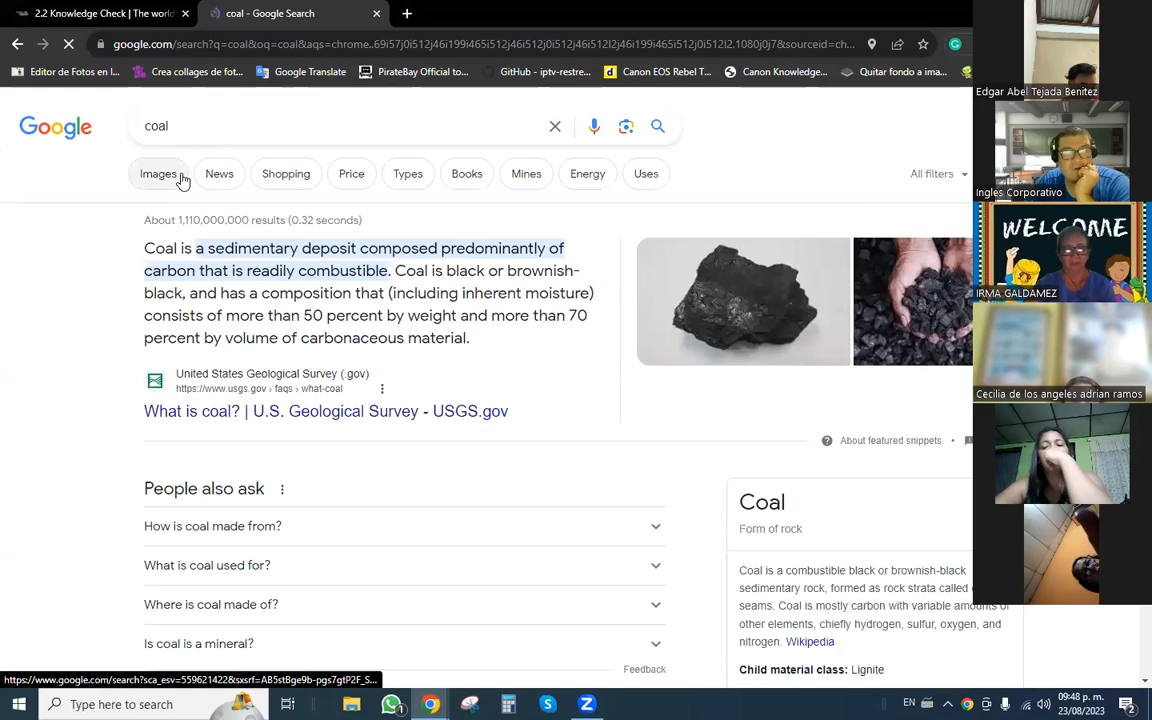 2.2 Knowledge Check | The world
coal - Google Search
google.com/search?q=coal&oq=coal&aqs=chrome..69i57j0i512j46i199i465i512j46i512j0i512l2j46i199i465i512j46i512j0i512l2.1080j0j7&sourceid=ch...
Editor de Fotos en l...
Crea collages de fot...
Google Translate
PirateBay Official to...
GitHub - iptv-restre...
Canon EOS Rebel T...
Canon Knowledge...
Quitar fondo a ima...
Google
coal
Images
News
Shopping
Price
Types
Books
Mines
Energy
Uses
All filters
About 1,110,000,000 results (0.32 seconds)
Coal is a sedimentary deposit composed predominantly of
carbon that is readily combustible. Coal is black or brownish-
black, and has a composition that (including inherent moisture)
consists of more than 50 percent by weight and more than 70
percent by volume of carbonaceous material.
United States Geological Survey (.gov)
https://www.usgs.gov › faqs › what-coal
What is coal? | U.S. Geological Survey - USGS.gov
About featured snippets
People also ask
How is coal made from?
What is coal used for?
Where is coal made of?
Is coal is a mineral?
Feedback
Coal
Form of rock
Coal is a combustible black or brownish-black
sedimentary rock, formed as rock strata called
seams. Coal is mostly carbon with variable amounts of
other elements, chiefly hydrogen, sulfur, oxygen, and
nitrogen. Wikipedia
Child material class: Lignite
Edgar Abel Tejada Benitez
Ingles Corporativo
WELCOME
IRMA GALDAMEZ
Cecilia de los angeles adrian ramos
https://www.google.com/search?sca_esv=559621422&sxsrf=AB5stBge9b-pgs7gtP2F_S...
Type here to search
1
EN
09:48 p. m.
23/08/2023
2